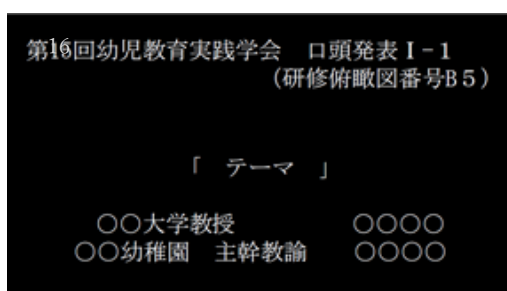 第16回幼児教育実践学会　口頭発表Ⅰ-1
(研修俯瞰図番号B５)
「　テーマ　」
○○大学教授　○○○○
○○幼稚園　主幹教諭　○○○○